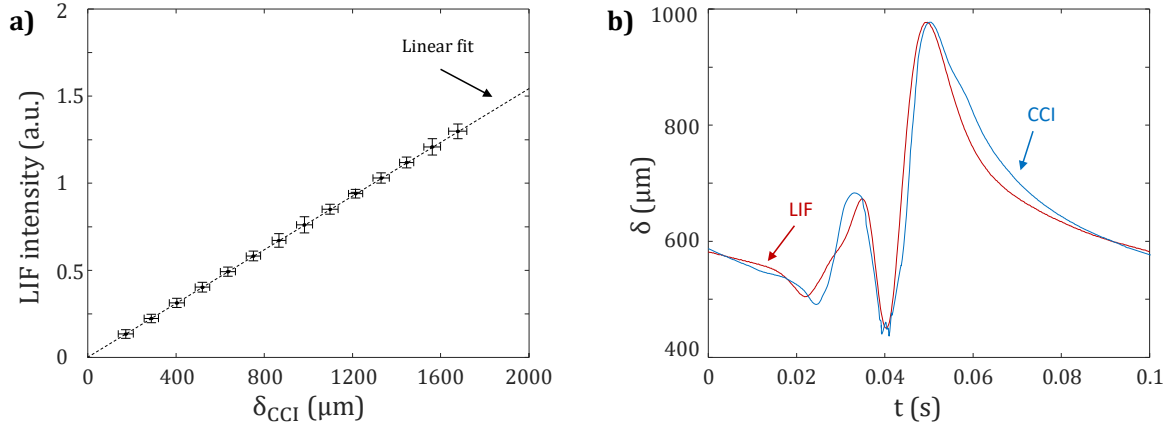 a)
LIF intensity (a.u.)
2
1.5
1
0.5
0
Linear fit
0 400 800 1200 1600 2000
δCCI (μm)
b)
δ (μm)
1000
800
600
400
CCI
LIF
0 0.02 0.04 0.06 0.08 0.1
t (s)